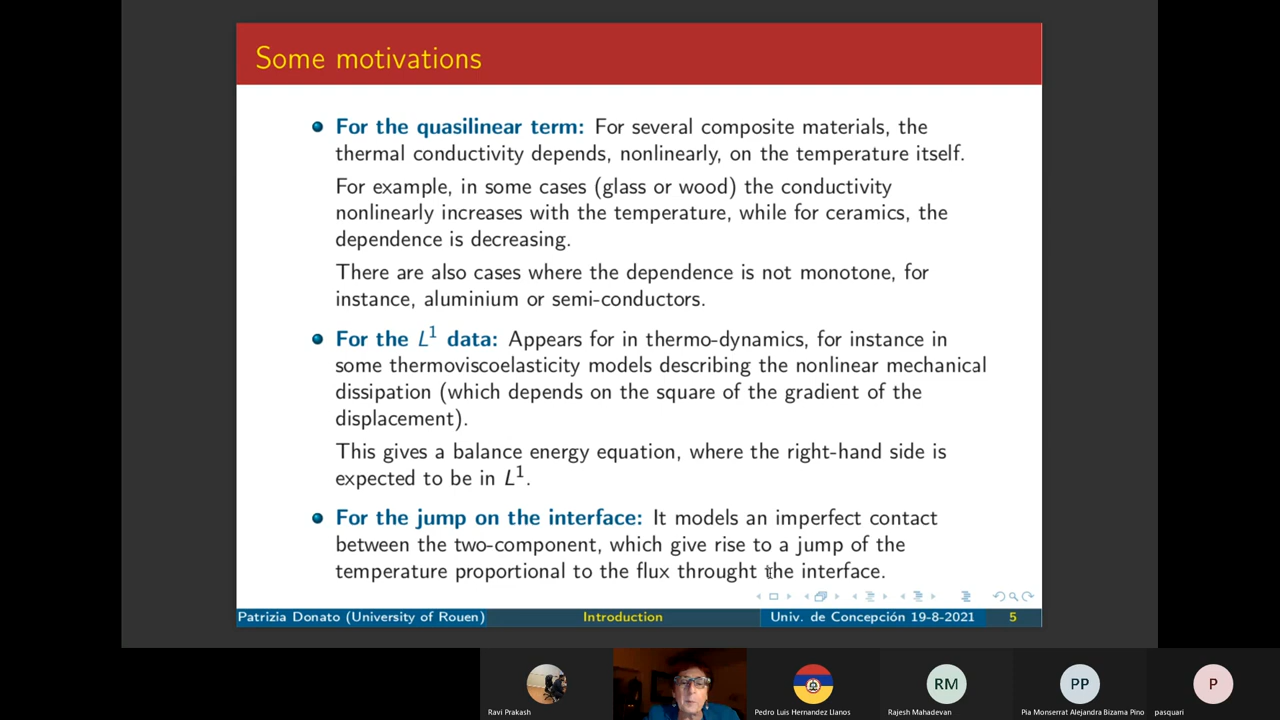 Some motivations
For the quasilinear term: For several composite materials, the
thermal conductivity depends, nonlinearly, on the temperature itself.
For example, in some cases (glass or wood) the conductivity
nonlinearly increases with the temperature, while for ceramics, the
dependence is decreasing.
There are also cases where the dependence is not monotone, for
instance, aluminium or semi-conductors.
For the L¹ data: Appears for in thermo-dynamics, for instance in
some thermoviscoelasticity models describing the nonlinear mechanical
dissipation (which depends on the square of the gradient of the
displacement).
This gives a balance energy equation, where the right-hand side is
expected to be in L¹.
For the jump on the interface: It models an imperfect contact
between the two-component, which give rise to a jump of the
temperature proportional to the flux throught the interface.
Patrizia Donato (University of Rouen) Introduction Univ. de Concepción 19-8-2021 5
RM PP P
Ravi Prakash Pedro Luis Hernandez Llanos Rajesh Mahadevan Pia Monserrat Alejandra Bizama Pino pasquari